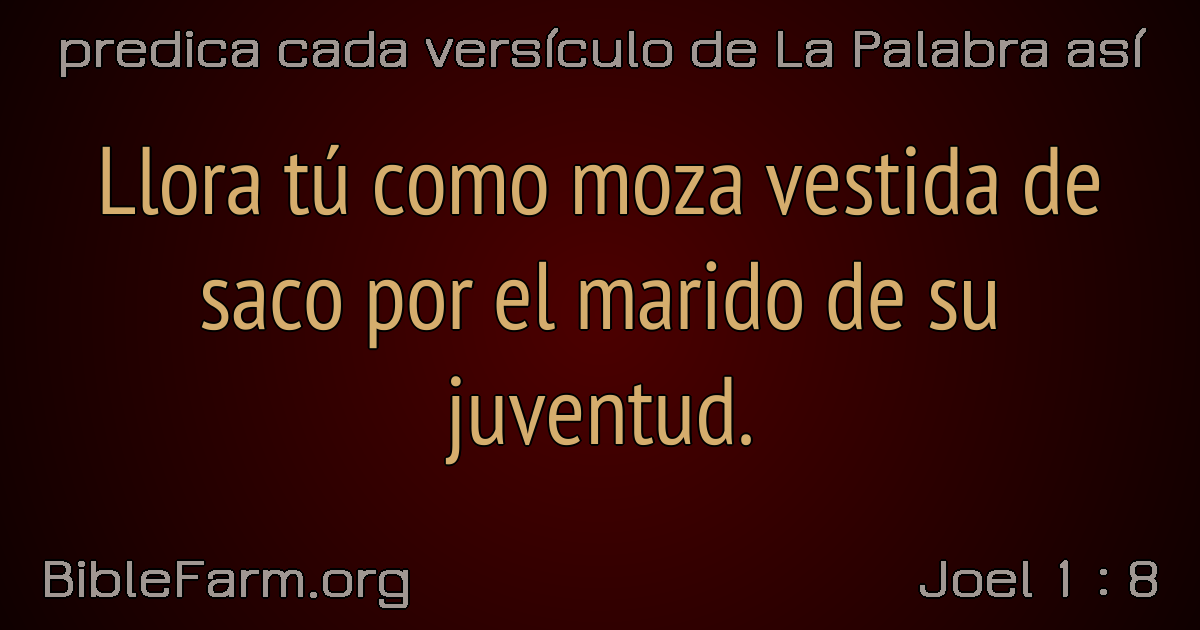 predica cada versículo de La Palabra así
Llora tú como moza vestida de
saco por el marido de su
juventud.
BibleFarm.org
Joel 1 : 8